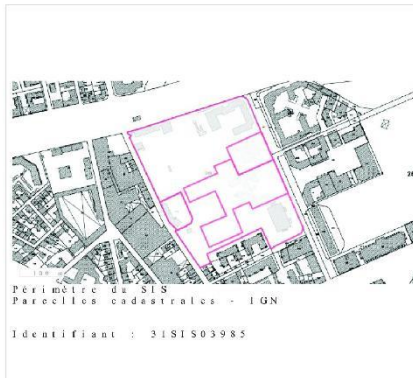 Périmètre du SIS
Parcelles cadastrales - IGN
Identifiant : 31SIS03985